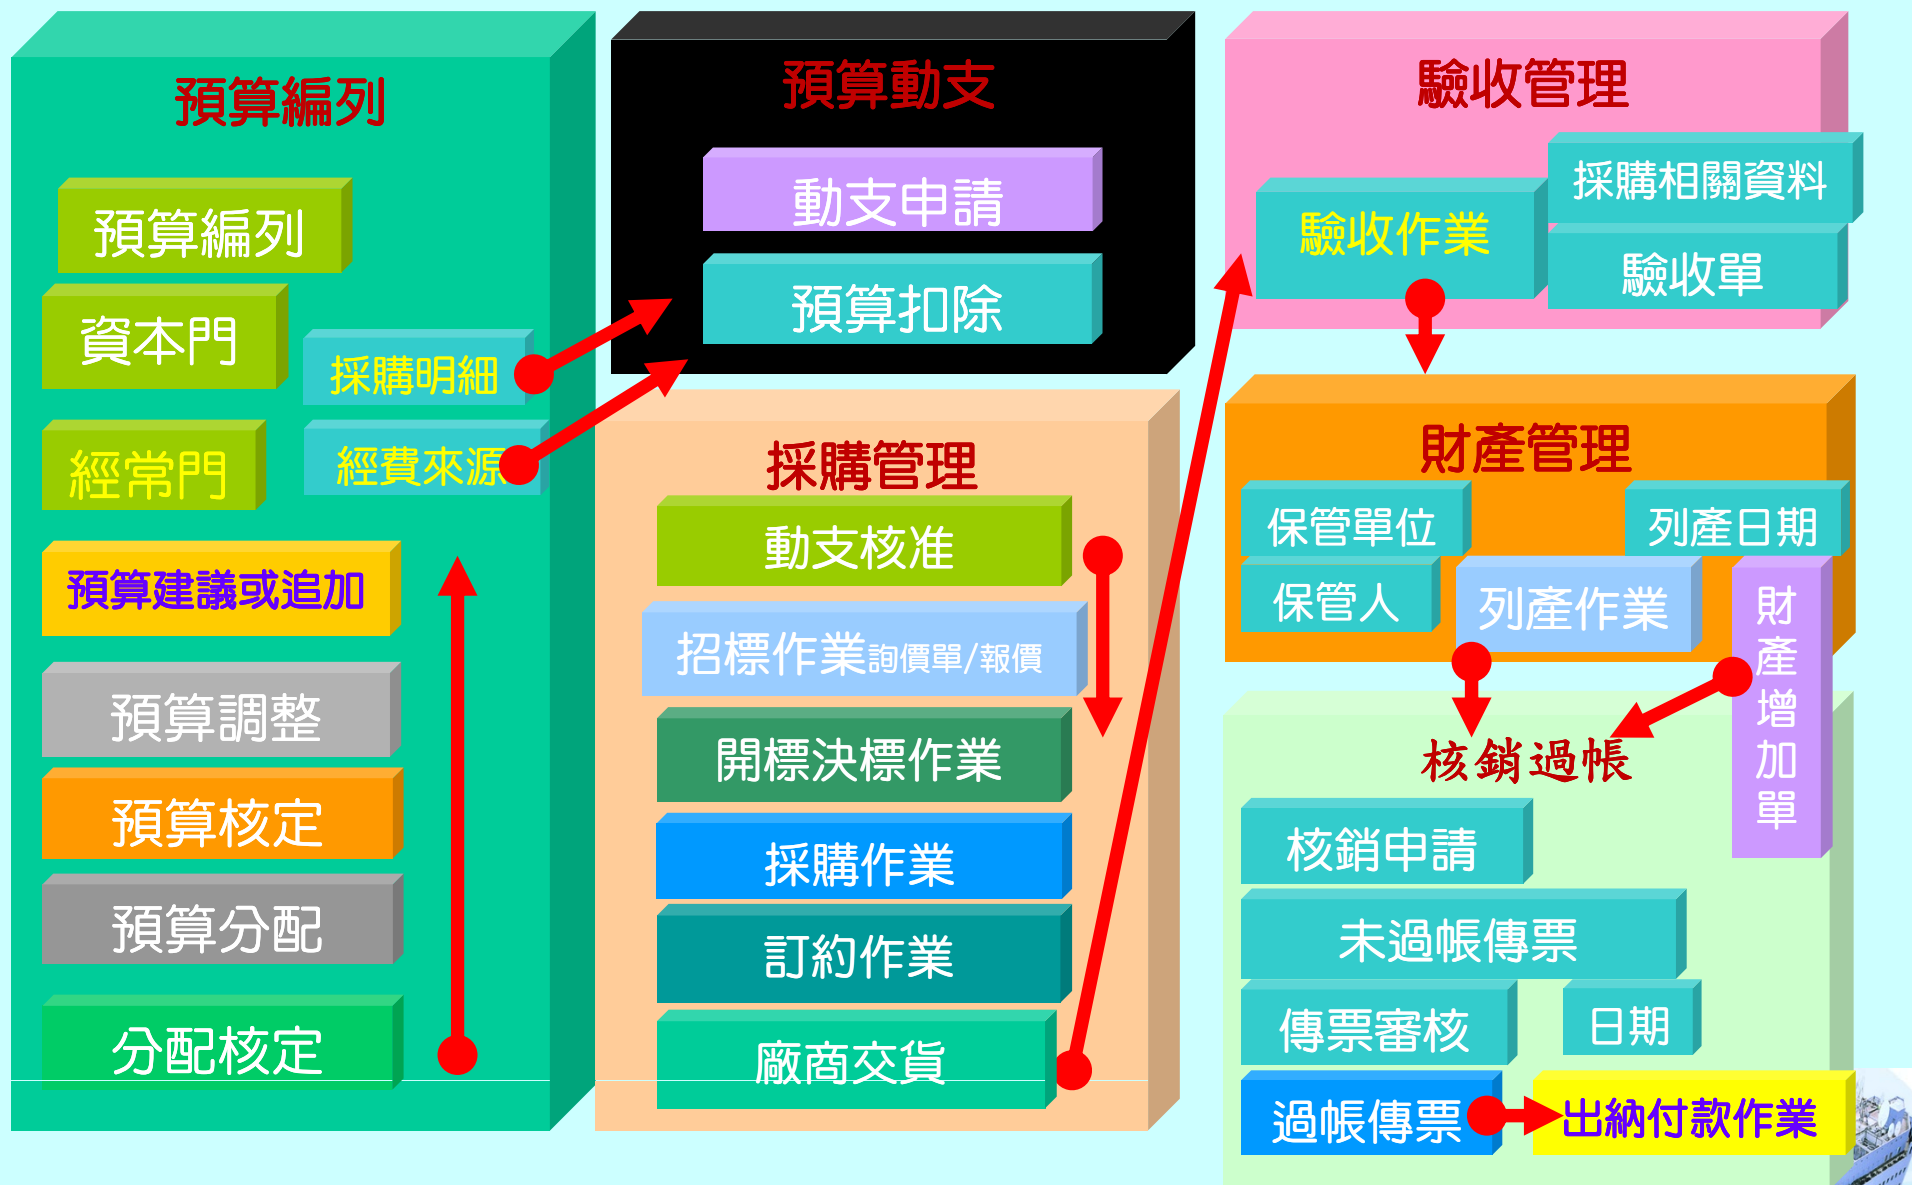 預算編列
預算編列
資本門
採購明細
經常門
經費來源
預算建議或追加
預算調整
預算核定
預算分配
分配核定
預算動支
動支申請
預算扣除
採購管理
動支核准
招標作業詢價單/報價
開標決標作業
採購作業
訂約作業
廠商交貨
驗收管理
驗收作業
採購相關資料
驗收單
財產管理
保管單位
列產日期
保管人
列產作業
財產增加單
核銷過帳
核銷申請
未過帳傳票
傳票審核
日期
過帳傳票
出納付款作業